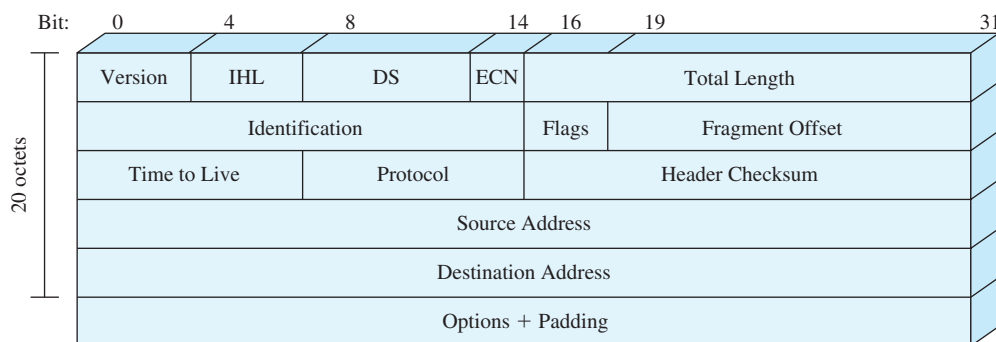 Bit: 0 4 8 14 16 19 31
Version IHL DS ECN Total Length
Identification Flags Fragment Offset
Time to Live Protocol Header Checksum
Source Address
Destination Address
Options + Padding
20 octets